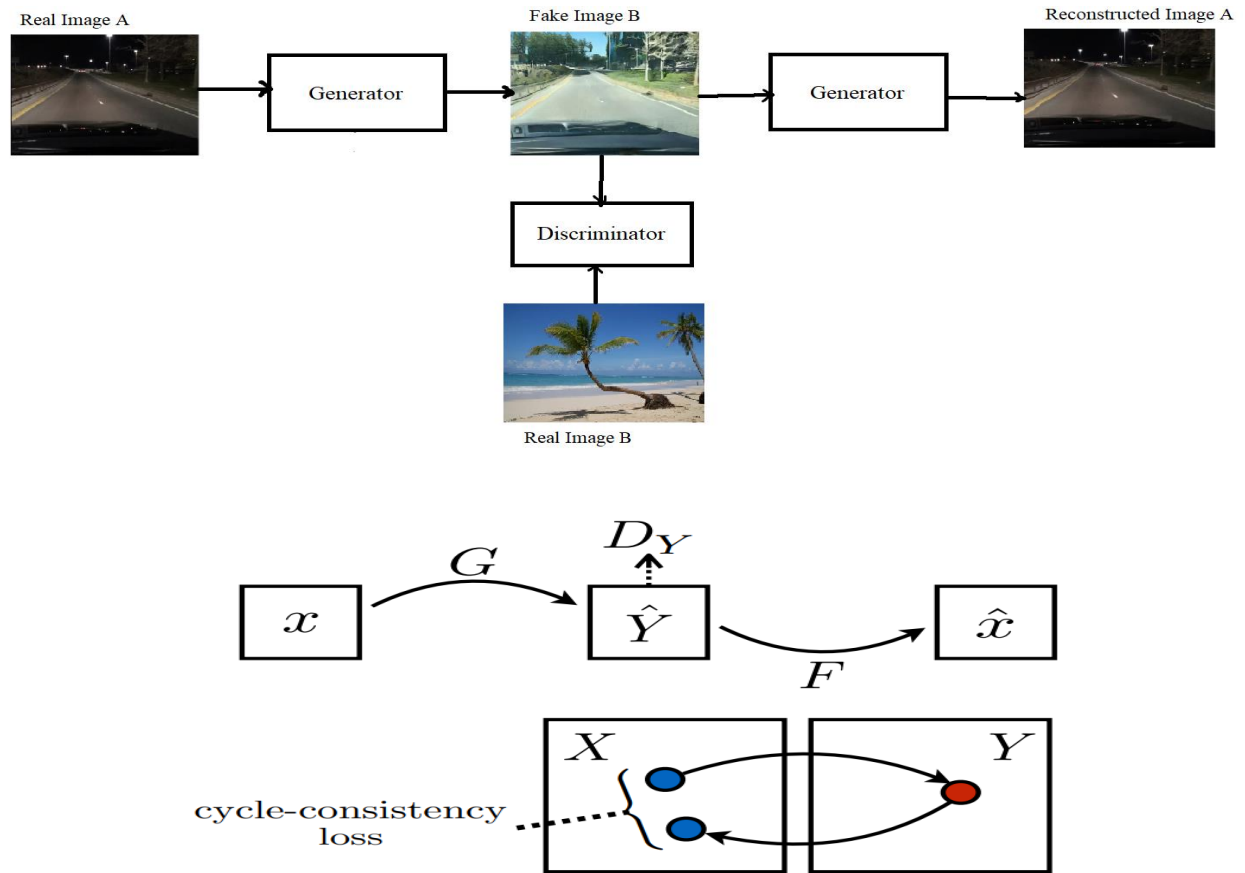 Real Image A
Fake Image B
Reconstructed Image A
Generator
Generator
Discriminator
Real Image B
G
D_Y
x
Ŷ
x̂
F
X
Y
cycle-consistency
loss